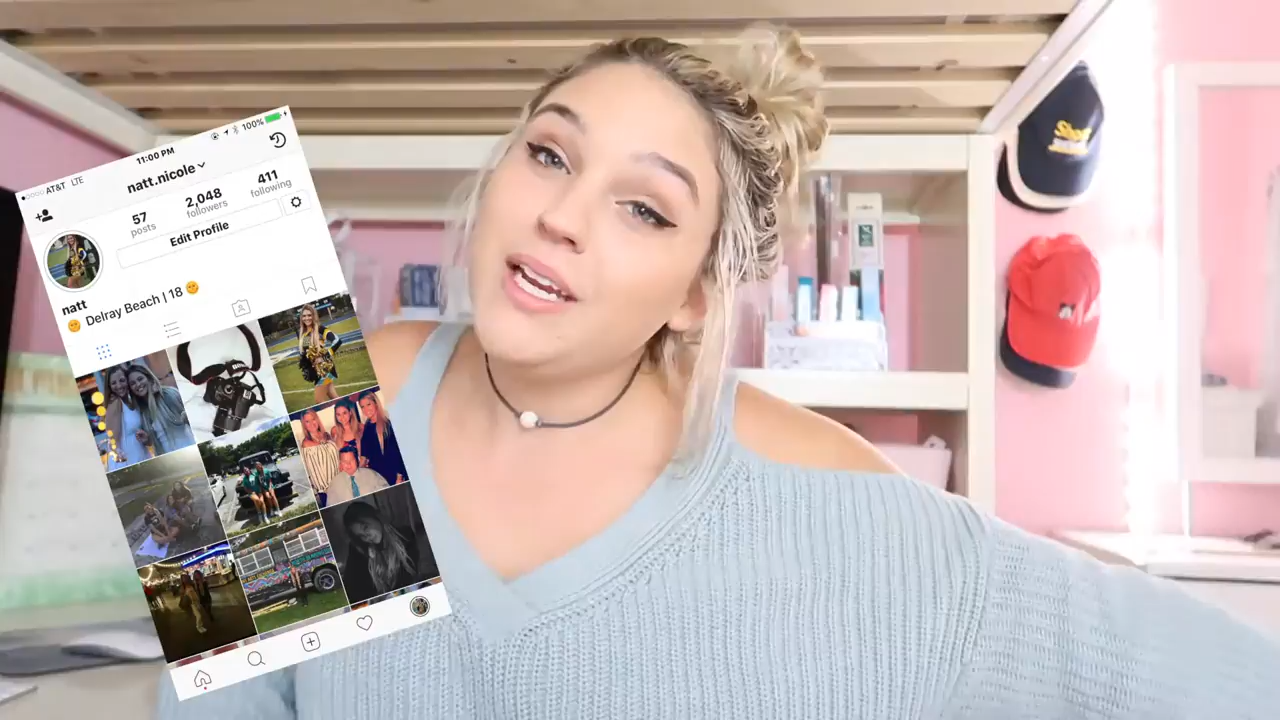 AT&T LTE 11:00 PM 100%
natt.nicole
57 2,048 411
posts followers following
Edit Profile
natt
Delray Beach | 18